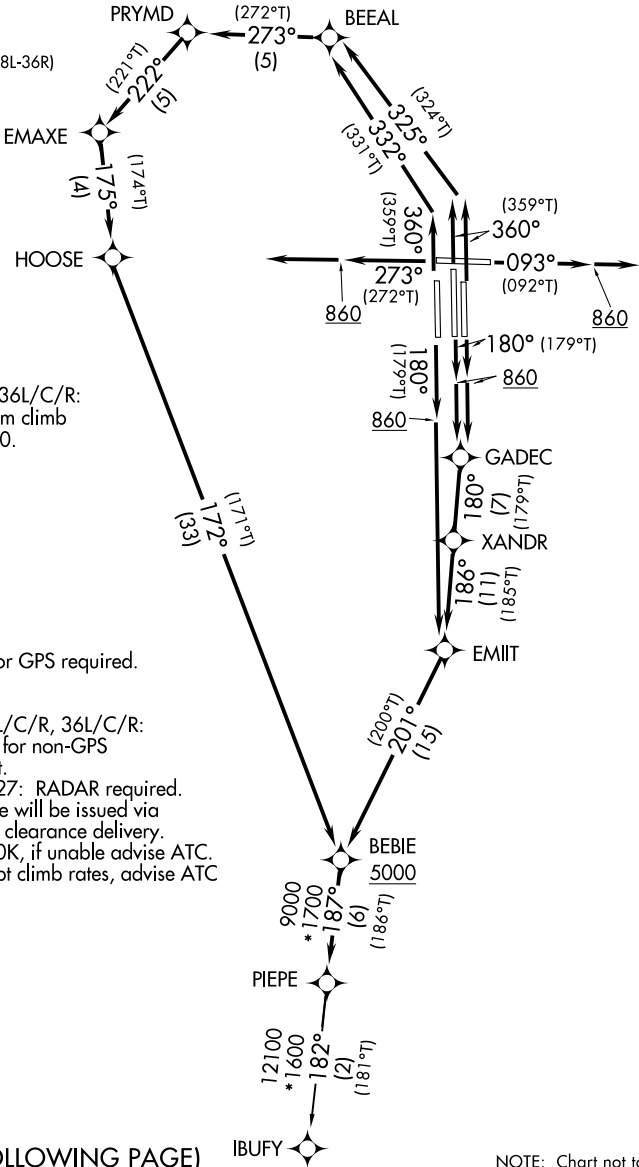 PRYMD
(272°T)
273°
(5)
BEEAL
8L-36R)
(221°T)
222°
(5)
EMAXE
325°
(324°T)
332°
(331°T)
175°
(174°T)
(4)
HOOSE
360°
(359°T)
(359°T)
360°
273°
(272°T)
093°
(092°T)
860
860
180° (179°T)
180°
(179°T)
860
860
36L/C/R:
m climb
0.
GADEC
180°
(7)
(179°T)
XANDR
172°
(171°T)
(33)
186°
(11)
(185°T)
EMIIT
or GPS required.
(200°T)
201°
(15)
L/C/R, 36L/C/R:
for non-GPS
t.
27: RADAR required.
e will be issued via
clearance delivery.
0K, if unable advise ATC.
pt climb rates, advise ATC
BEBIE
5000
9000
*1700
187°
(6)
(186°T)
PIEPE
12100
*1600
182°
(2)
(181°T)
IBUFY
OLLOWING PAGE)
NOTE: Chart not to